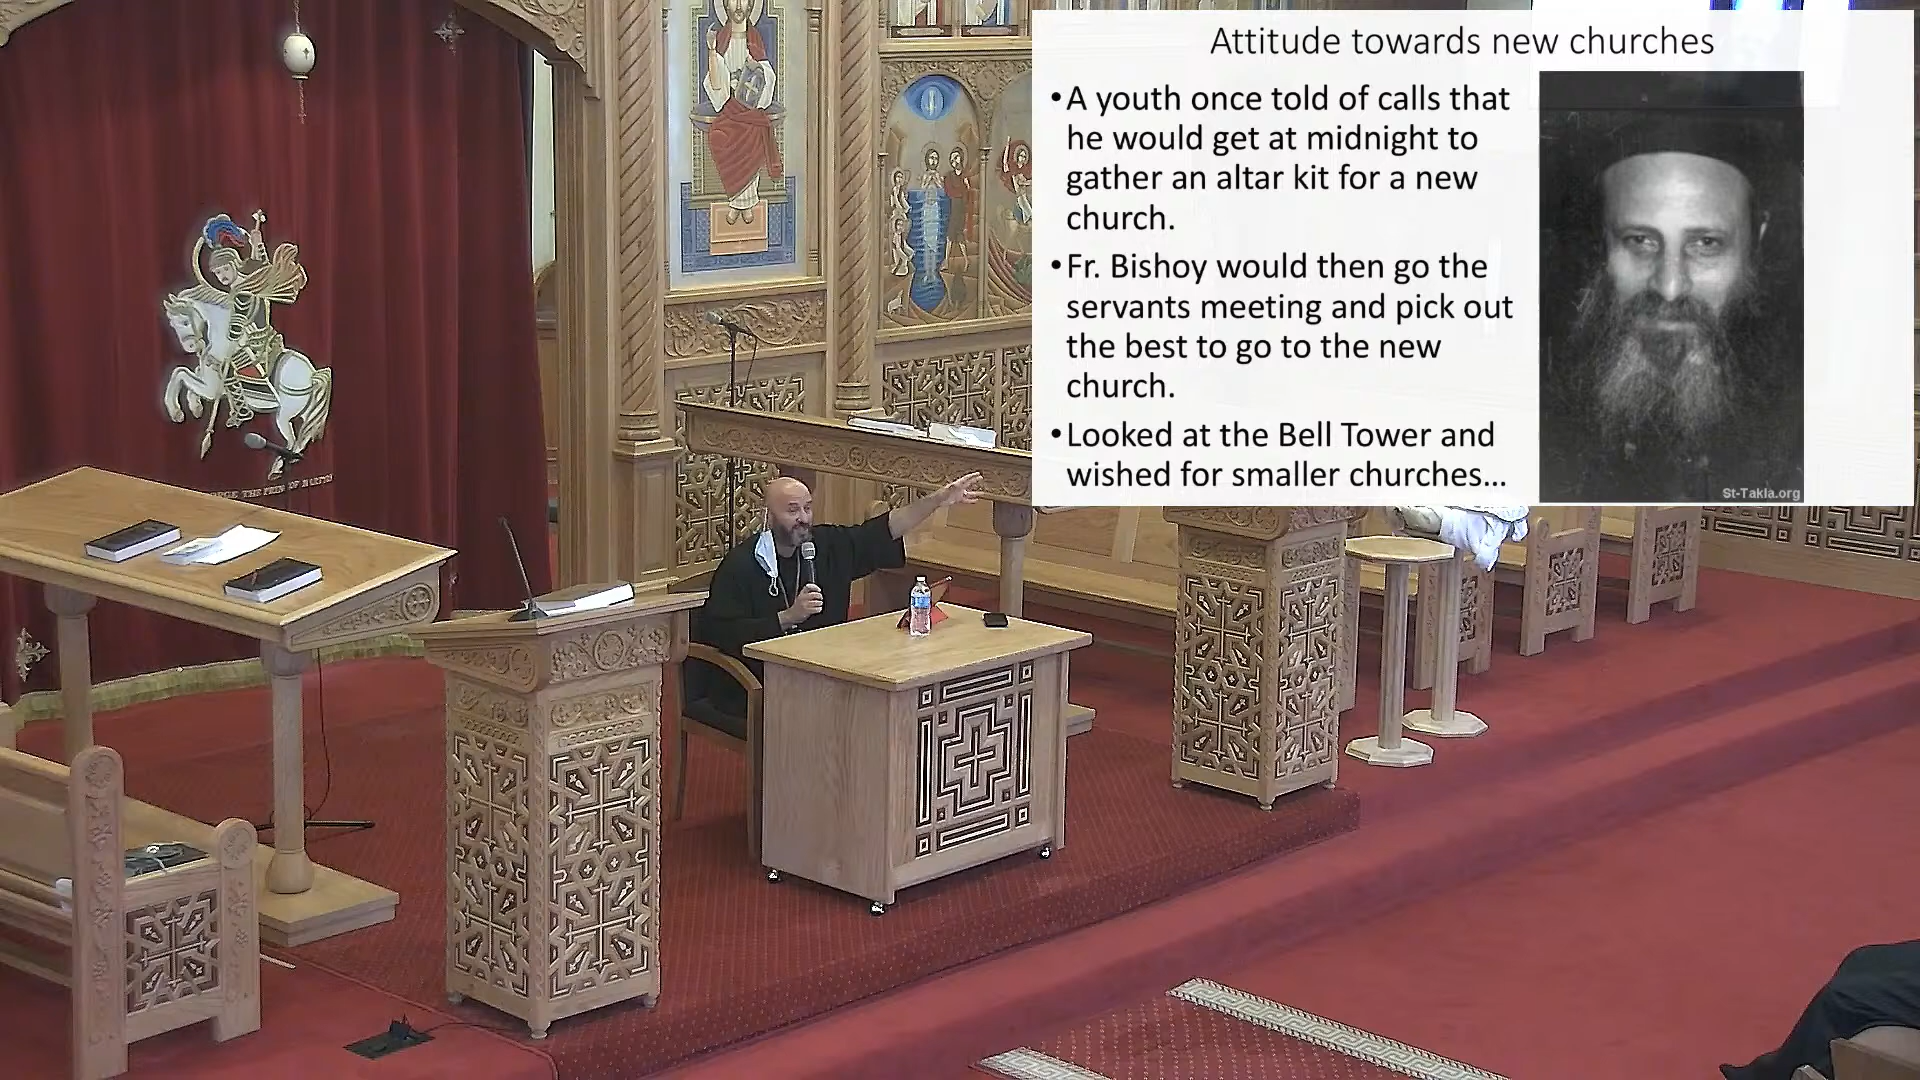 Attitude towards new churches
•A youth once told of calls that
he would get at midnight to
gather an altar kit for a new
church.
•Fr. Bishoy would then go the
servants meeting and pick out
the best to go to the new
church.
•Looked at the Bell Tower and
wished for smaller churches...
St-Takla.org